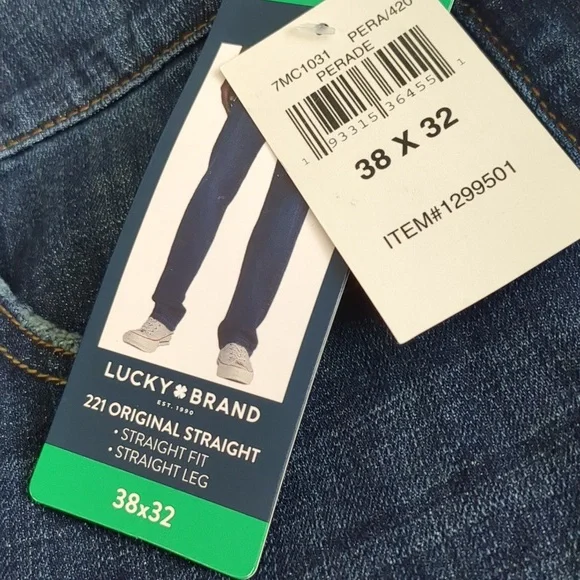 7MC1031 PERA/420
PERADE
1 93315 36455 1
38 X 32
ITEM#1299501
LUCKY BRAND
EST. 1990
221 ORIGINAL STRAIGHT
• STRAIGHT FIT
• STRAIGHT LEG
38x32